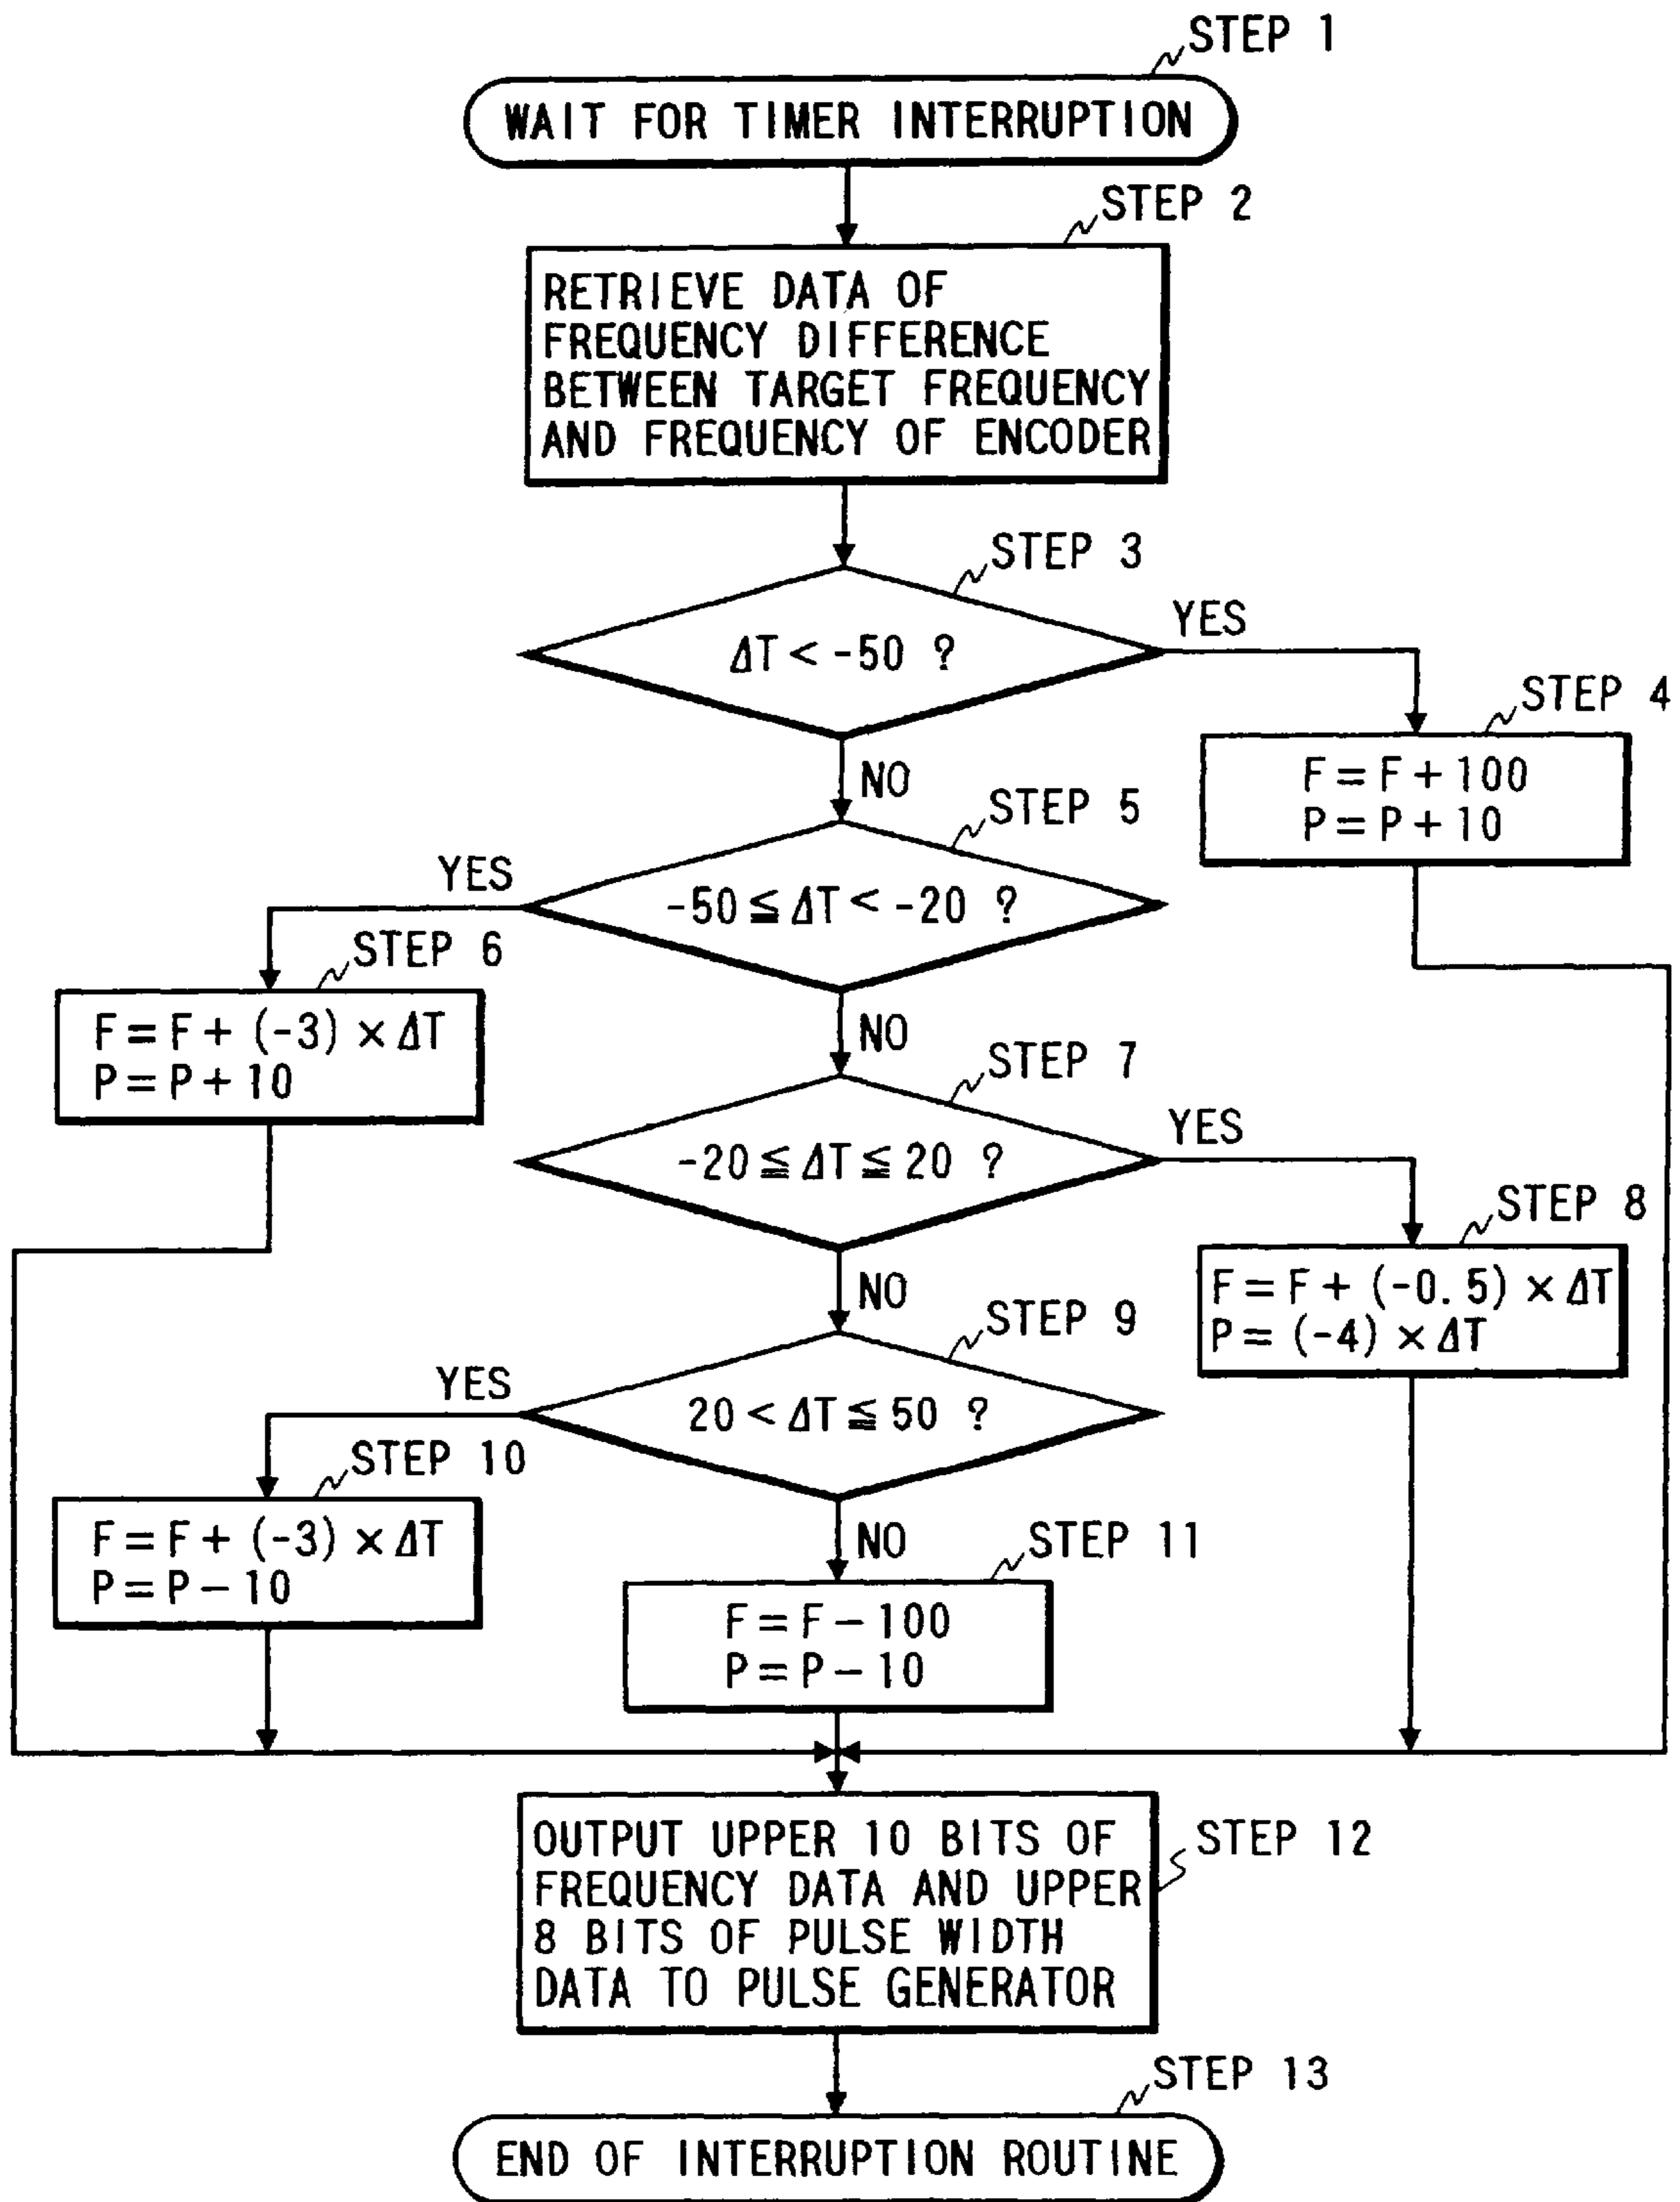 STEP 1
WAIT FOR TIMER INTERRUPTION
STEP 2
RETRIEVE DATA OF
FREQUENCY DIFFERENCE
BETWEEN TARGET FREQUENCY
AND FREQUENCY OF ENCODER
STEP 3
ΔT < -50 ?
YES
NO
STEP 4
F = F + 100
P = P + 10
STEP 5
-50 ≦ ΔT < -20 ?
YES
NO
STEP 6
F = F + (-3) × ΔT
P = P + 10
STEP 7
-20 ≦ ΔT ≦ 20 ?
YES
NO
STEP 8
F = F + (-0.5) × ΔT
P = (-4) × ΔT
STEP 9
20 < ΔT ≦ 50 ?
YES
NO
STEP 10
F = F + (-3) × ΔT
P = P - 10
STEP 11
F = F - 100
P = P - 10
STEP 12
OUTPUT UPPER 10 BITS OF
FREQUENCY DATA AND UPPER
8 BITS OF PULSE WIDTH
DATA TO PULSE GENERATOR
STEP 13
END OF INTERRUPTION ROUTINE